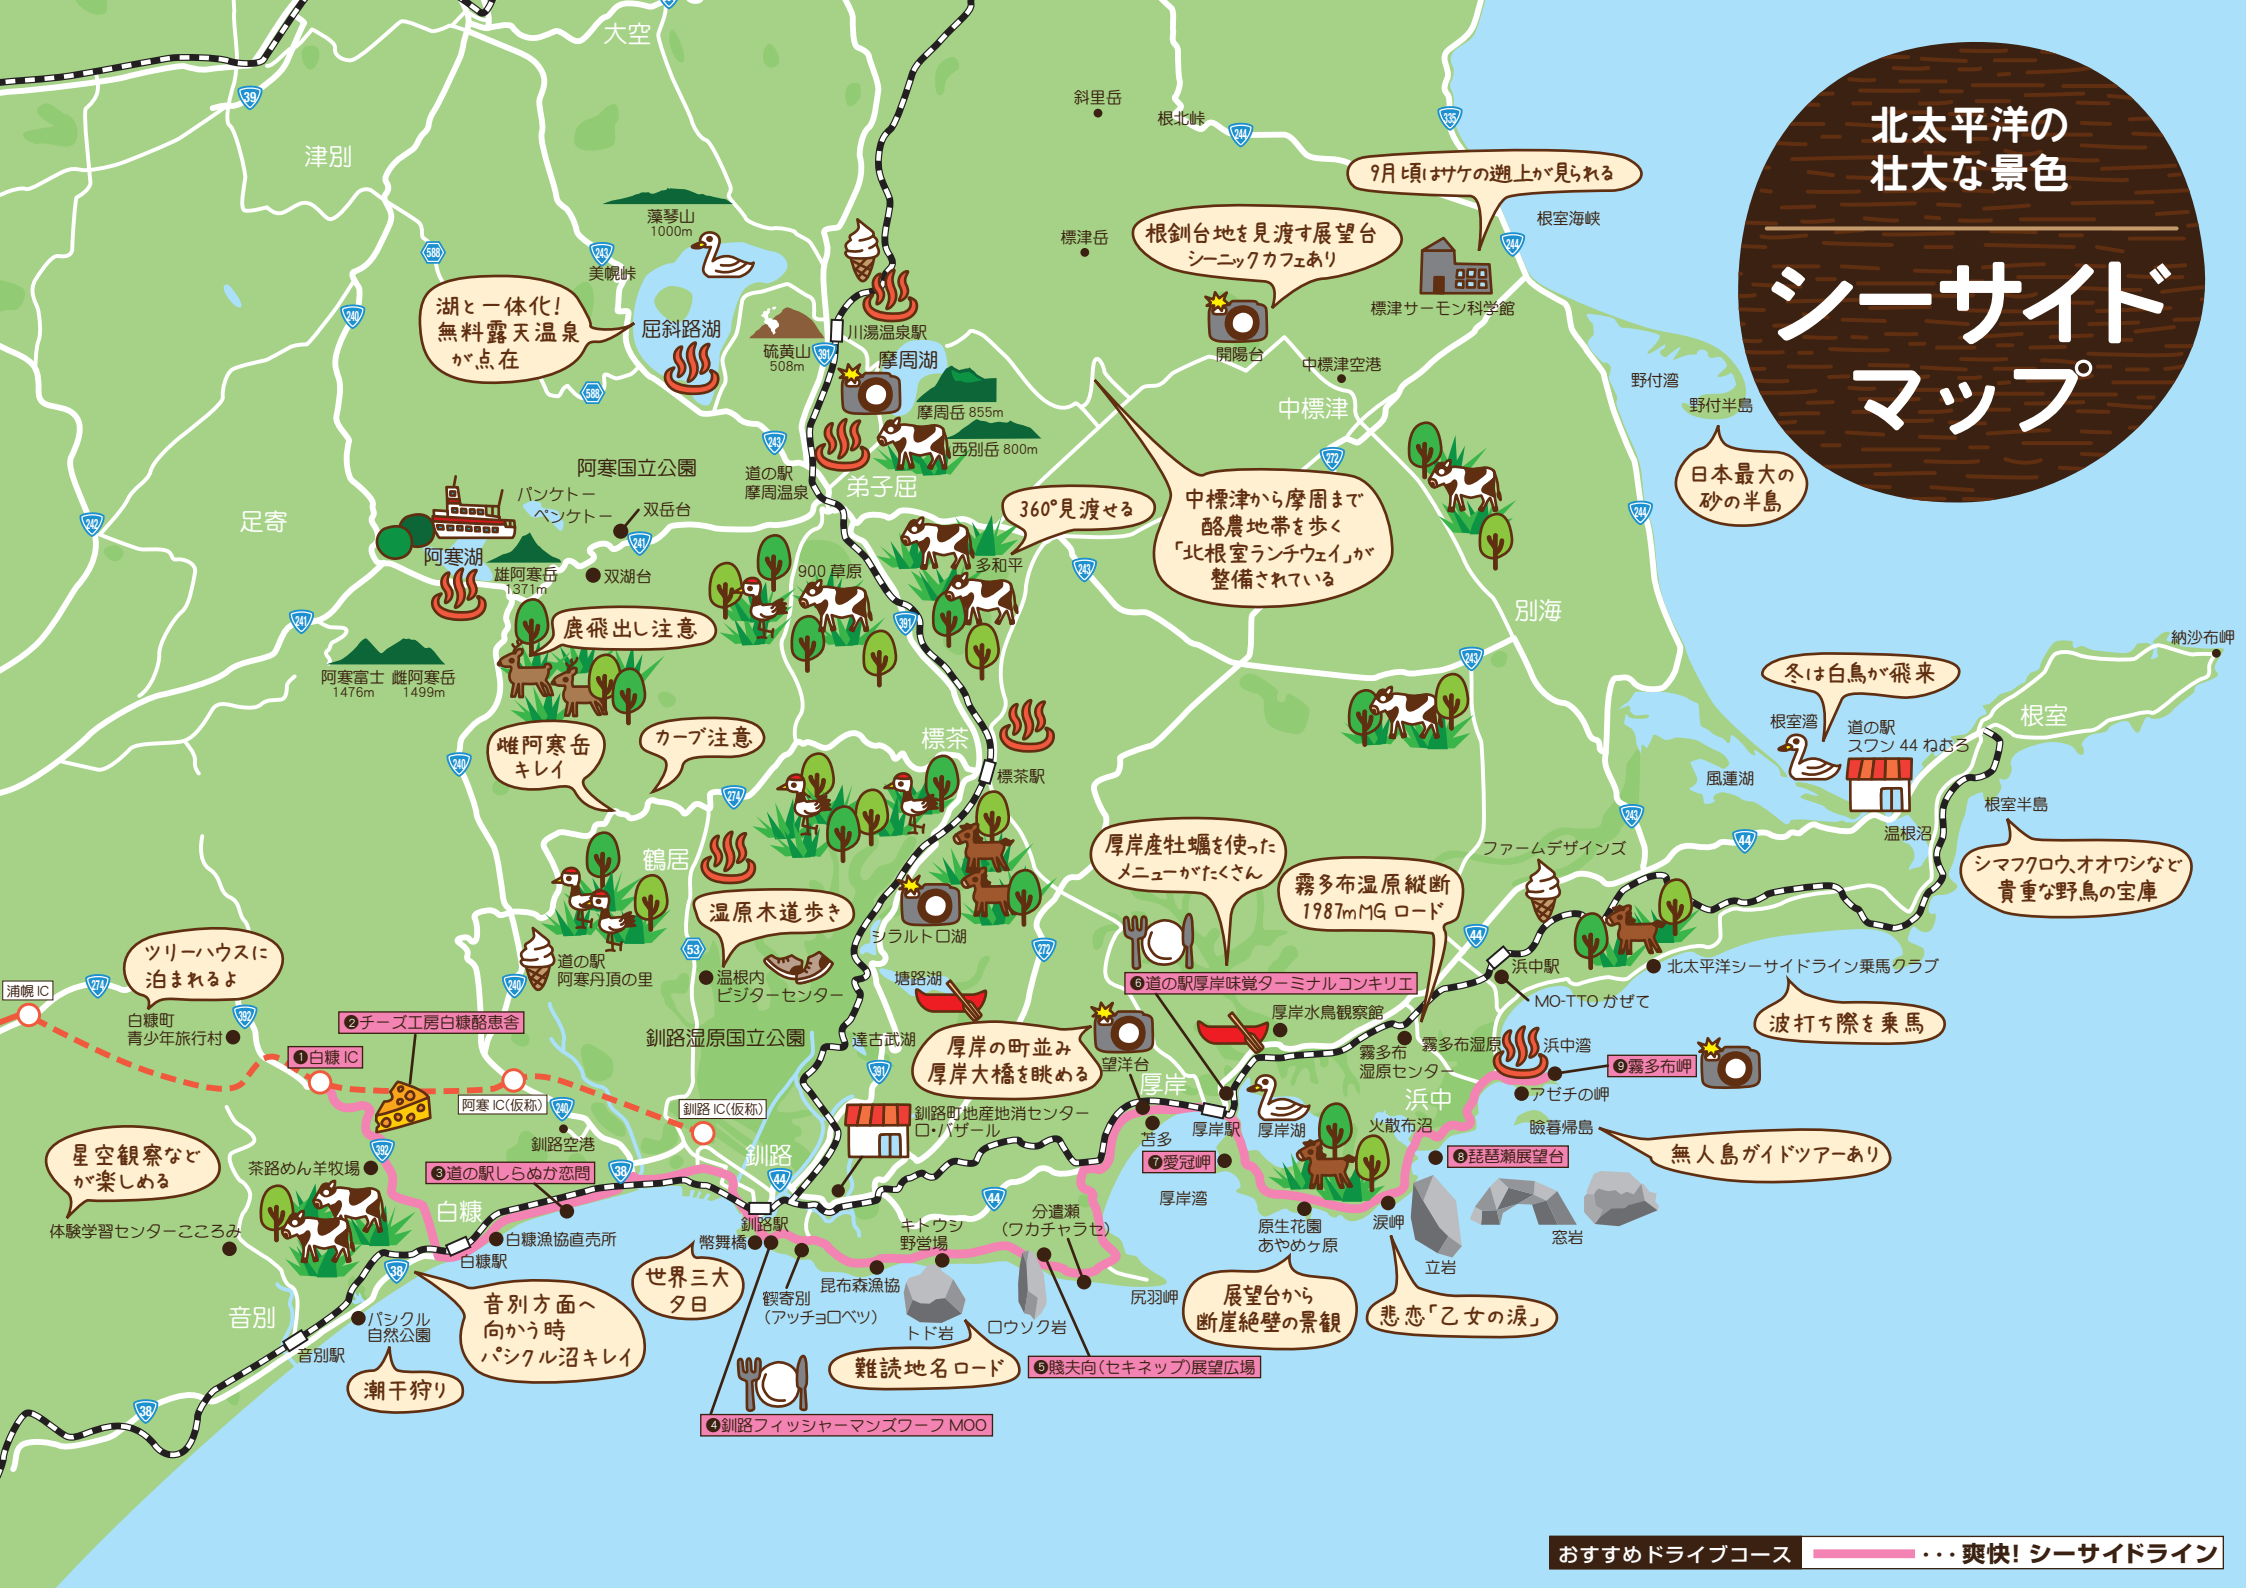 北太平洋の
壮大な景色
シーサイド
マップ
大空
39
津別
斜里岳
根北峠
244
335
9月頃はサケの遡上が見られる
根室海峡
244
標津サーモン科学館
標津岳
根釧台地を見渡す展望台
シーニックカフェあり
開陽台
中標津空港
中標津
野付湾
野付半島
日本最大の
砂の半島
244
272
藻琴山
1000m
588
243
美幌峠
240
湖と一体化!
無料露天温泉
が点在
屈斜路湖
硫黄山
508m
391
川湯温泉駅
摩周湖
摩周岳 855m
西別岳 800m
588
243
道の駅
摩周温泉
弟子屈
阿寒国立公園
パンケトー
ペンケトー
双岳台
241
双湖台
足寄
242
阿寒湖
雄阿寒岳
1371m
241
阿寒富士
1476m
雌阿寒岳
1499m
鹿飛出し注意
900 草原
391
360°見渡せる
多和平
243
中標津から摩周まで
酪農地帯を歩く
「北根室ランチウェイ」が
整備されている
別海
243
雌阿寒岳
キレイ
カーブ注意
240
274
標茶
標茶駅
納沙布岬
冬は白鳥が飛来
根室湾
道の駅
スワン 44 ねむろ
根室
風蓮湖
根室半島
温根沼
243
44
シマフクロウ、オオワシなど
貴重な野鳥の宝庫
鶴居
湿原木道歩き
53
温根内
ビジターセンター
シラルトロ湖
272
塘路湖
厚岸産牡蠣を使った
メニューがたくさん
霧多布湿原縦断
1987mMG ロード
ファームデザインズ
44
浜中駅
MO-TTO かぜて
北太平洋シーサイドライン乗馬クラブ
波打ち際を乗馬
道の駅
阿寒丹頂の里
240
ツリーハウスに
泊まれるよ
浦幌 IC
274
392
白糠町
青少年旅行村
❷チーズ工房白糠酪恵舎
❶白糠 IC
阿寒 IC(仮称)
240
釧路空港
釧路 IC(仮称)
釧路湿原国立公園
達古武湖
391
厚岸の町並み
厚岸大橋を眺める
望洋台
❻道の駅厚岸味覚ターミナルコンキリエ
厚岸水鳥観察館
霧多布
湿原センター
霧多布湿原
浜中湾
❾霧多布岬
アゼチの岬
浜中
嶮暮帰島
無人島ガイドツアーあり
釧路町地産地消センター
ロ・バザール
厚岸
苫多
厚岸駅
厚岸湖
火散布沼
❼愛冠岬
厚岸湾
❽琵琶瀬展望台
星空観察など
が楽しめる
茶路めん羊牧場
392
体験学習センターこころみ
❸道の駅しらぬか恋問
38
白糠
白糠漁協直売所
白糠駅
38
釧路
44
釧路駅
幣舞橋
世界三大
夕日
44
キトウシ
野営場
分遣瀬
(ワカチャラセ)
昆布森漁協
尻羽岬
原生花園
あやめヶ原
涙岬
立岩
窓岩
展望台から
断崖絶壁の景観
悲恋「乙女の涙」
音別
音別駅
パシクル
自然公園
潮干狩り
音別方面へ
向かう時
パシクル沼キレイ
38
(アッチョロベツ)
トド岩
ロウソク岩
難読地名ロード
❺賤夫向(セキネップ)展望広場
❹釧路フィッシャーマンズワーフ MOO
おすすめドライブコース
・・・爽快! シーサイドライン